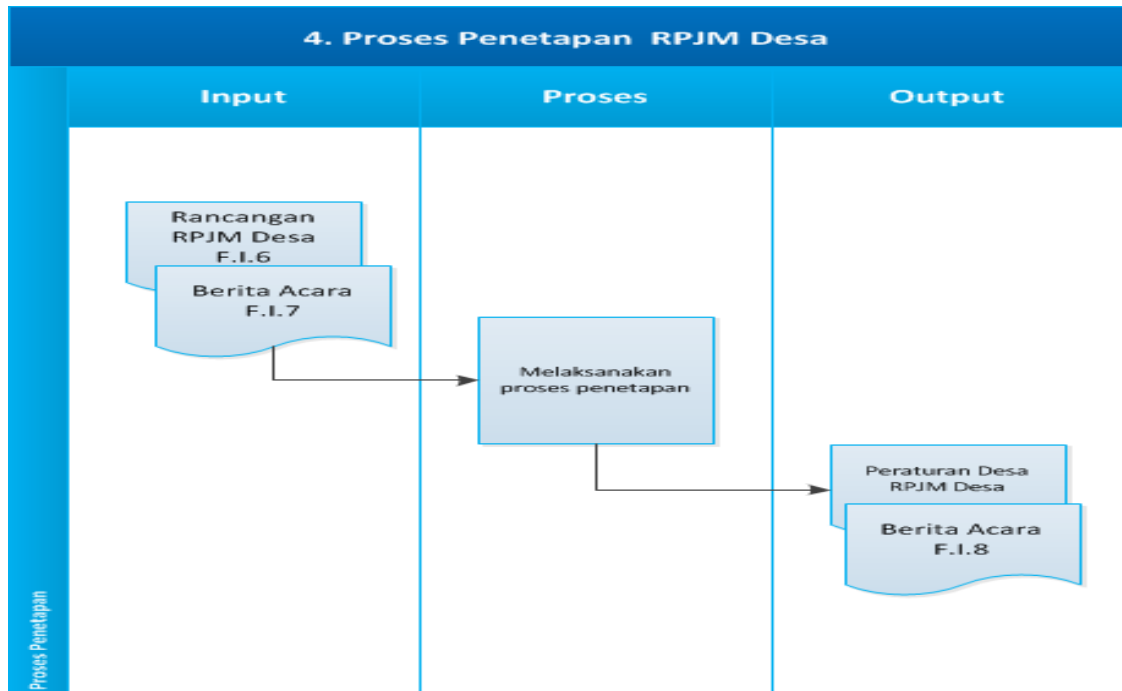 4. Proses Penetapan RPJM Desa
Input
Proses
Output
Rancangan
RPJM Desa
F.I.6
Berita Acara
F.I.7
Melaksanakan
proses penetapan
Peraturan Desa
RPJM Desa
Berita Acara
F.I.8
Proses Penetapan